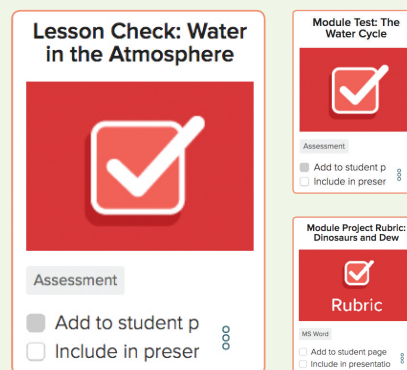 Lesson Check: Water
in the Atmosphere
Assessment
Add to student p
Include in preser
Module Test: The
Water Cycle
Assessment
Add to student p
Include in preser
Module Project Rubric:
Dinosaurs and Dew
Rubric
MS Word
Add to student page
Include in presentatio